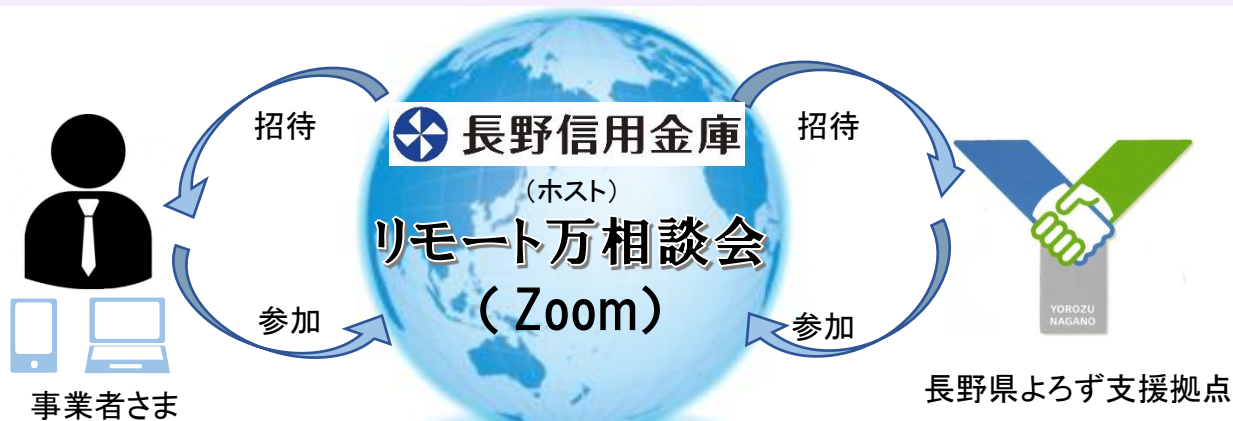 招待
長野信用金庫
招待
(ホスト)
リモート万相談会
(Zoom)
参加
参加
YOROZU
NAGANO
事業者さま
長野県よろず支援拠点